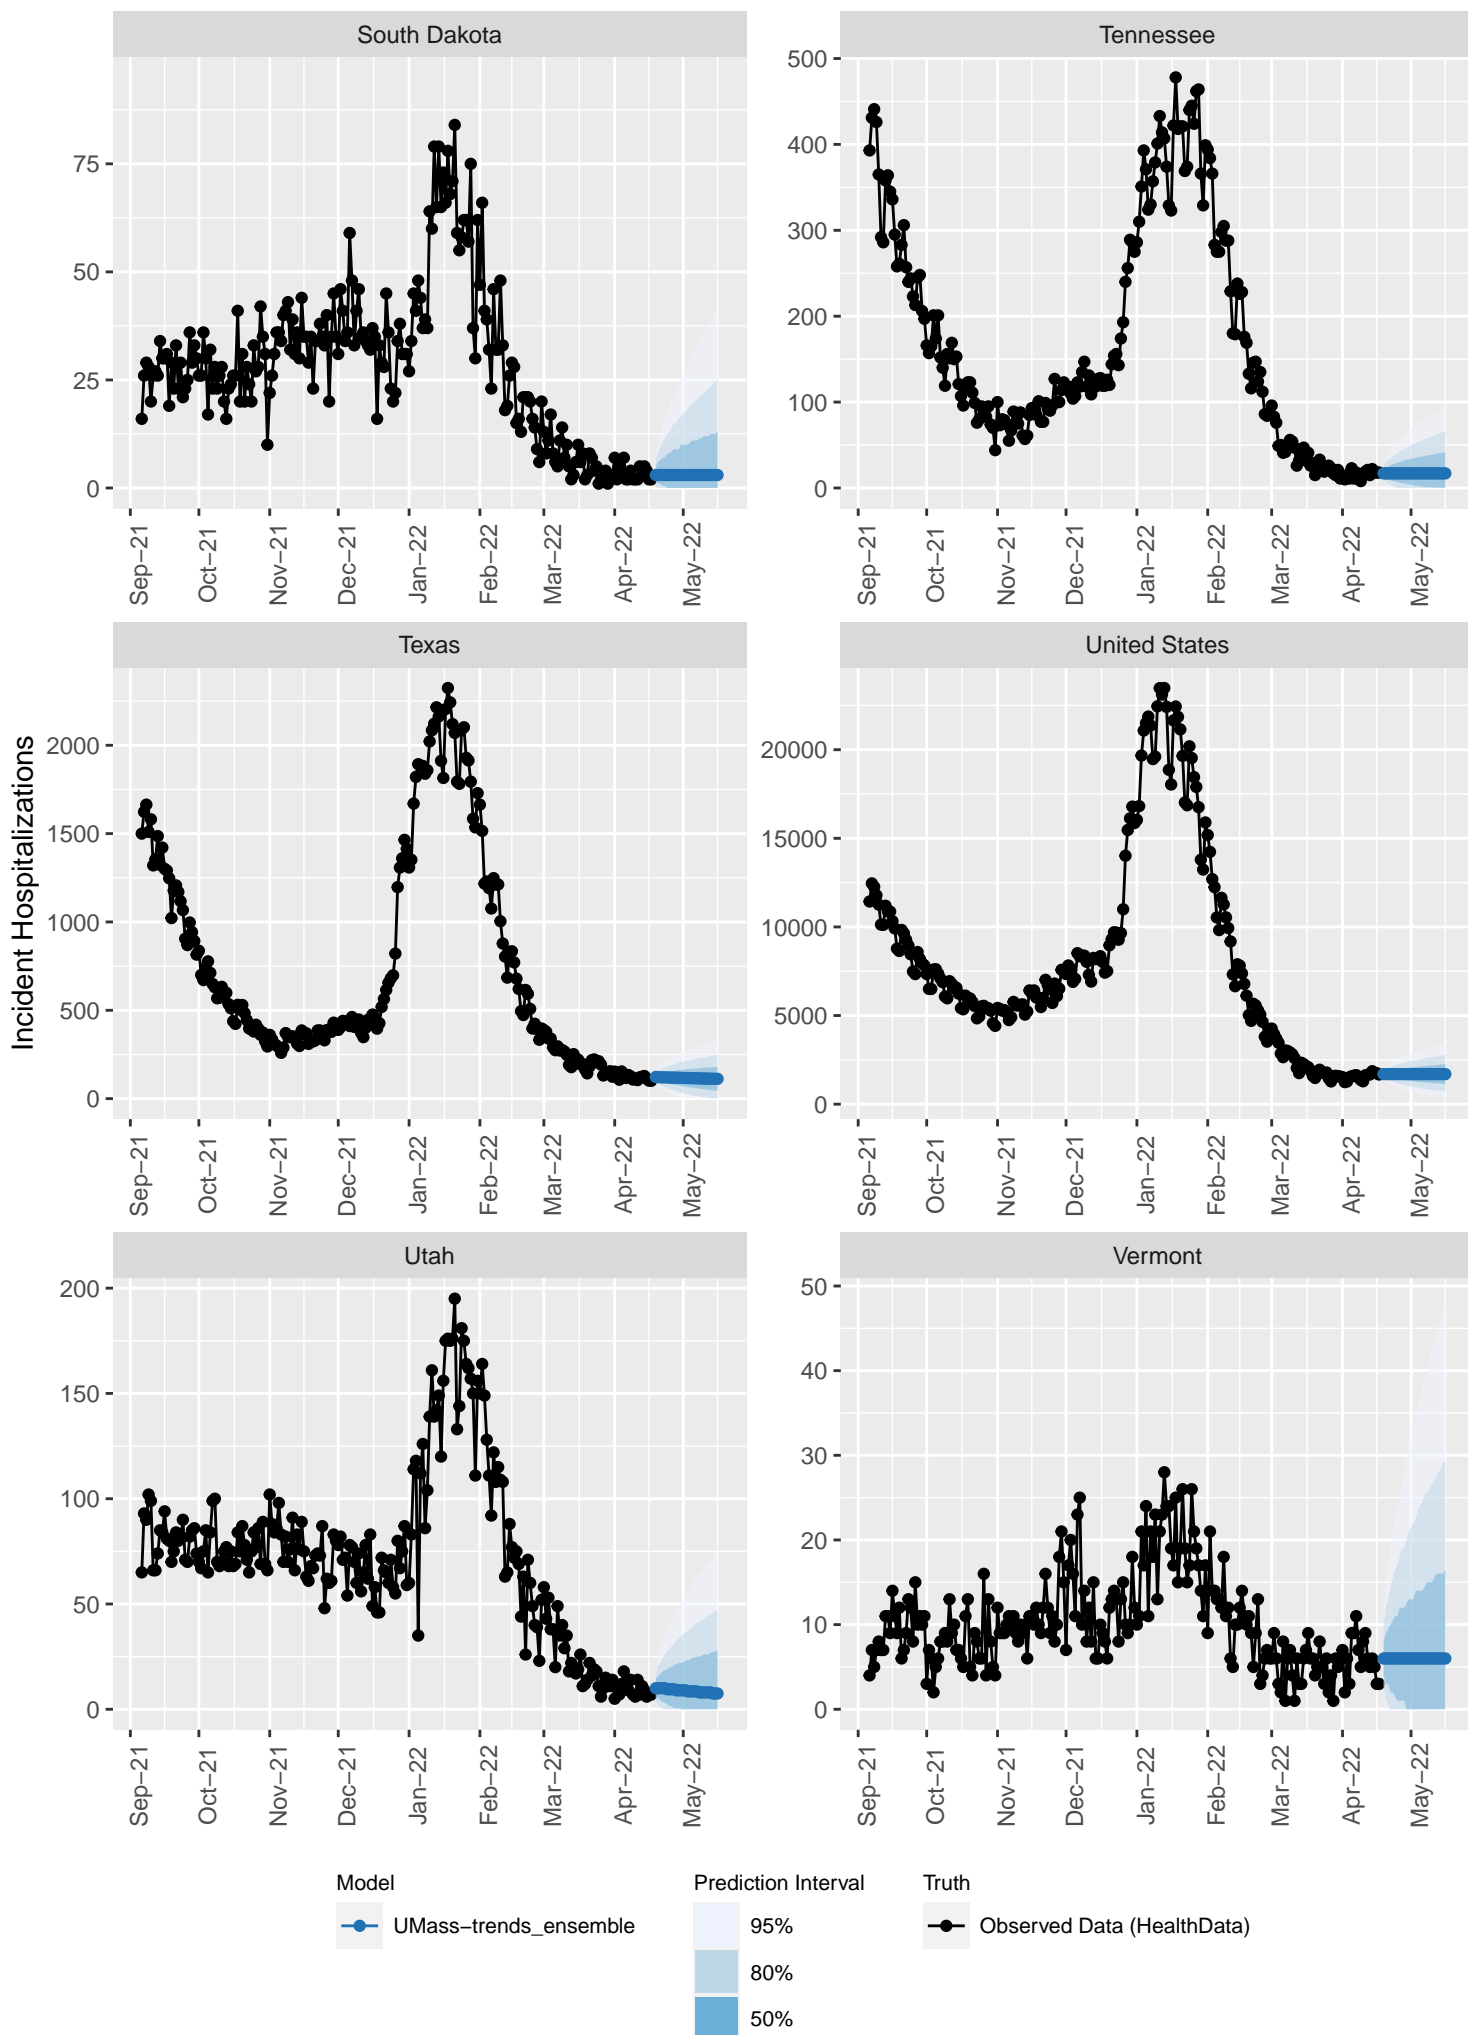 South Dakota
Tennessee
75
50
25
0
500
400
300
200
100
0
Sep−21
Oct−21
Nov−21
Dec−21
Jan−22
Feb−22
Mar−22
Apr−22
May−22
Sep−21
Oct−21
Nov−21
Dec−21
Jan−22
Feb−22
Mar−22
Apr−22
May−22
Incident Hospitalizations
Texas
United States
2000
1500
1000
500
0
20000
15000
10000
5000
0
Sep−21
Oct−21
Nov−21
Dec−21
Jan−22
Feb−22
Mar−22
Apr−22
May−22
Sep−21
Oct−21
Nov−21
Dec−21
Jan−22
Feb−22
Mar−22
Apr−22
May−22
Utah
Vermont
200
150
100
50
0
50
40
30
20
10
0
Sep−21
Oct−21
Nov−21
Dec−21
Jan−22
Feb−22
Mar−22
Apr−22
May−22
Sep−21
Oct−21
Nov−21
Dec−21
Jan−22
Feb−22
Mar−22
Apr−22
May−22
Model
UMass−trends_ensemble
Prediction Interval
95%
80%
50%
Truth
Observed Data (HealthData)